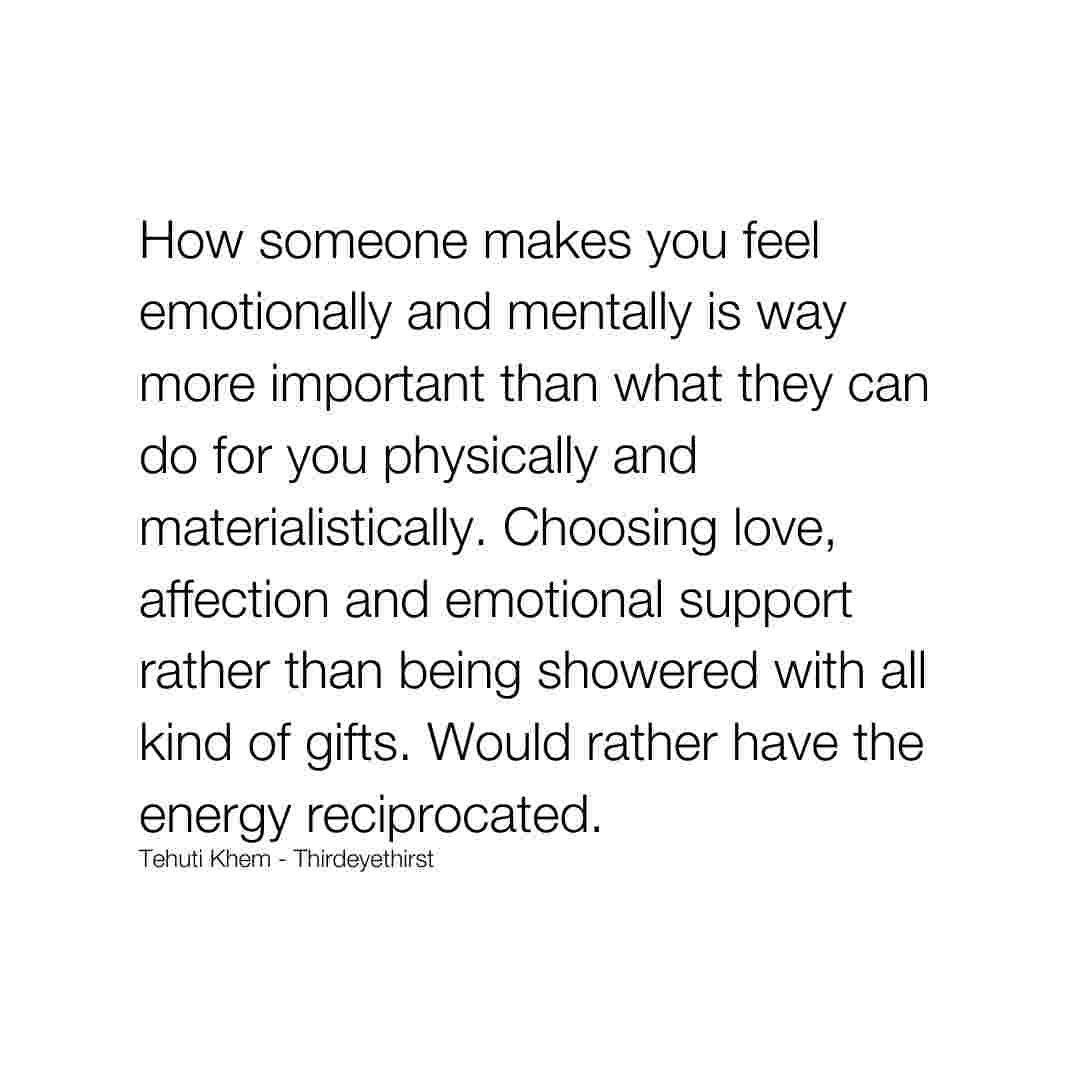 How someone makes you feel
emotionally and mentally is way
more important than what they can
do for you physically and
materialistically. Choosing love,
affection and emotional support
rather than being showered with all
kind of gifts. Would rather have the
energy reciprocated.
Tehuti Khem - Thirdeyethirst